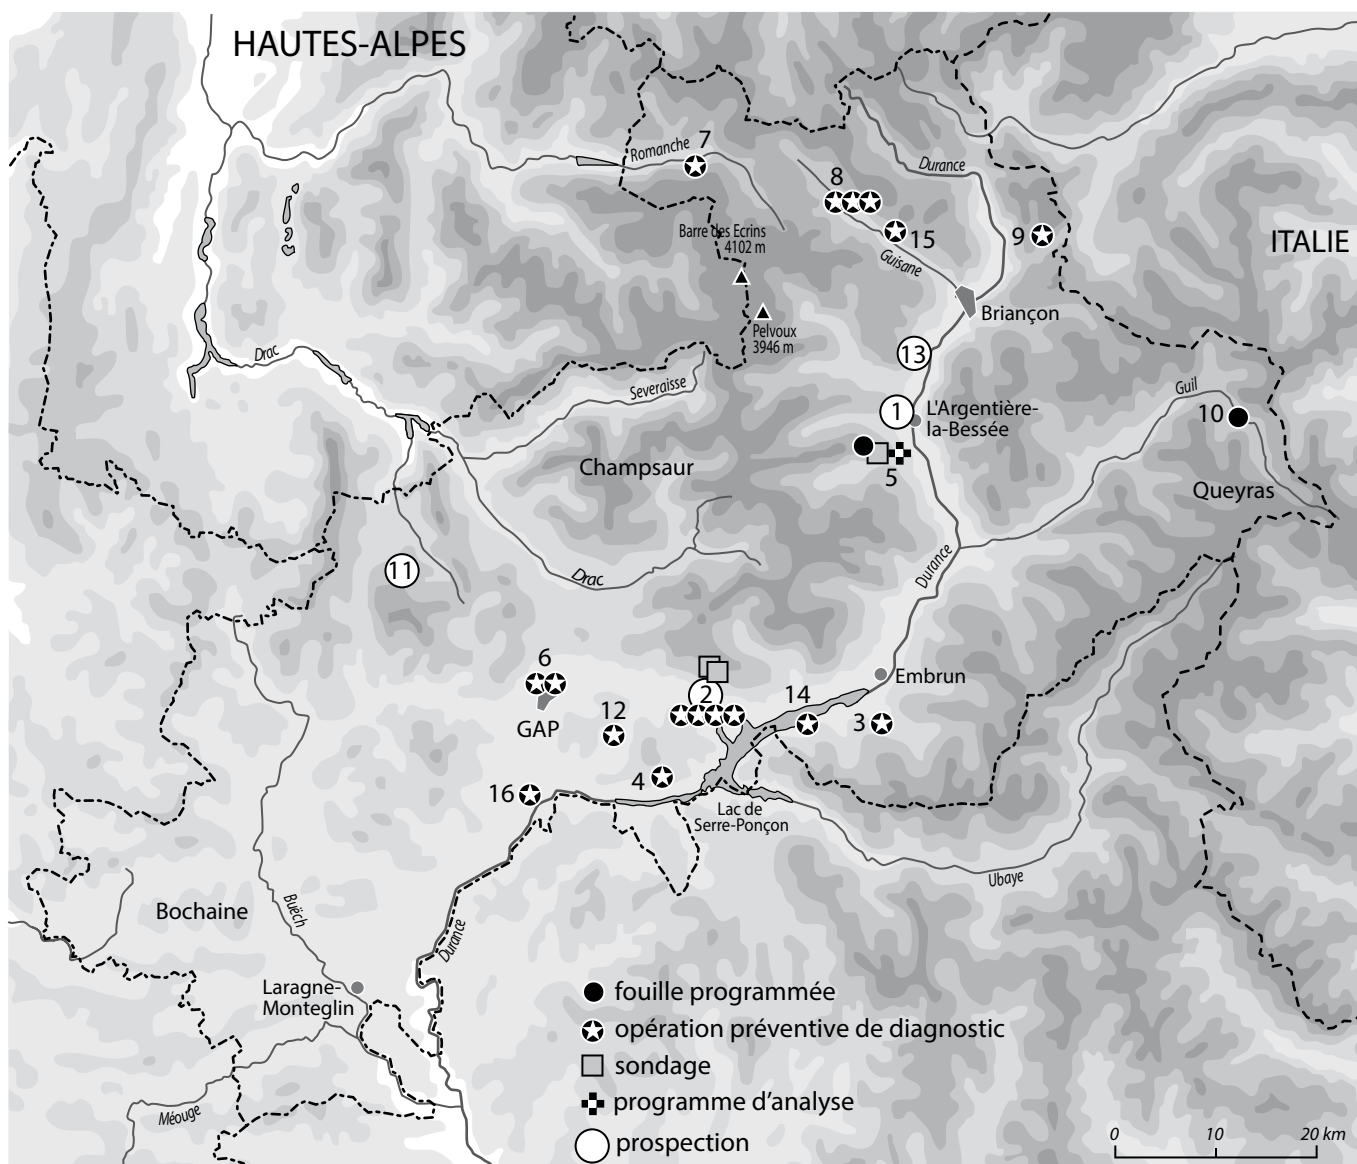 HAUTES-ALPES
7
Romanche
Durance
8
Barre des Ecrins
4102 m
15
9
ITALIE
Guisane
Briançon
Pelvoux
3946 m
Drac
13
Severaisse
Guil
1
L'Argentière-
la-Bessée
10
Champsaur
5
Queyras
11
Drac
Durance
6
2
14
Embrun
GAP
12
3
4
16
Lac de
Serre-Ponçon
Ubaye
Bochaine
Buëch
Durance
Laragne-
Monteglin
Méouge
fouille programmée
opération préventive de diagnostic
sondage
programme d'analyse
prospection
0 10 20 km